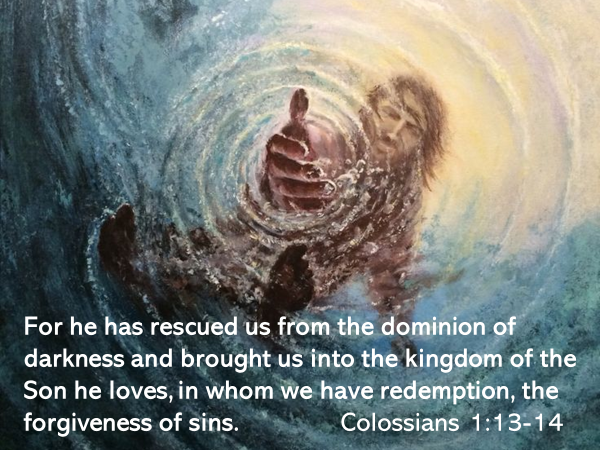 For he has rescued us from the dominion of
darkness and brought us into the kingdom of the
Son he loves, in whom we have redemption, the
forgiveness of sins. Colossians 1:13-14